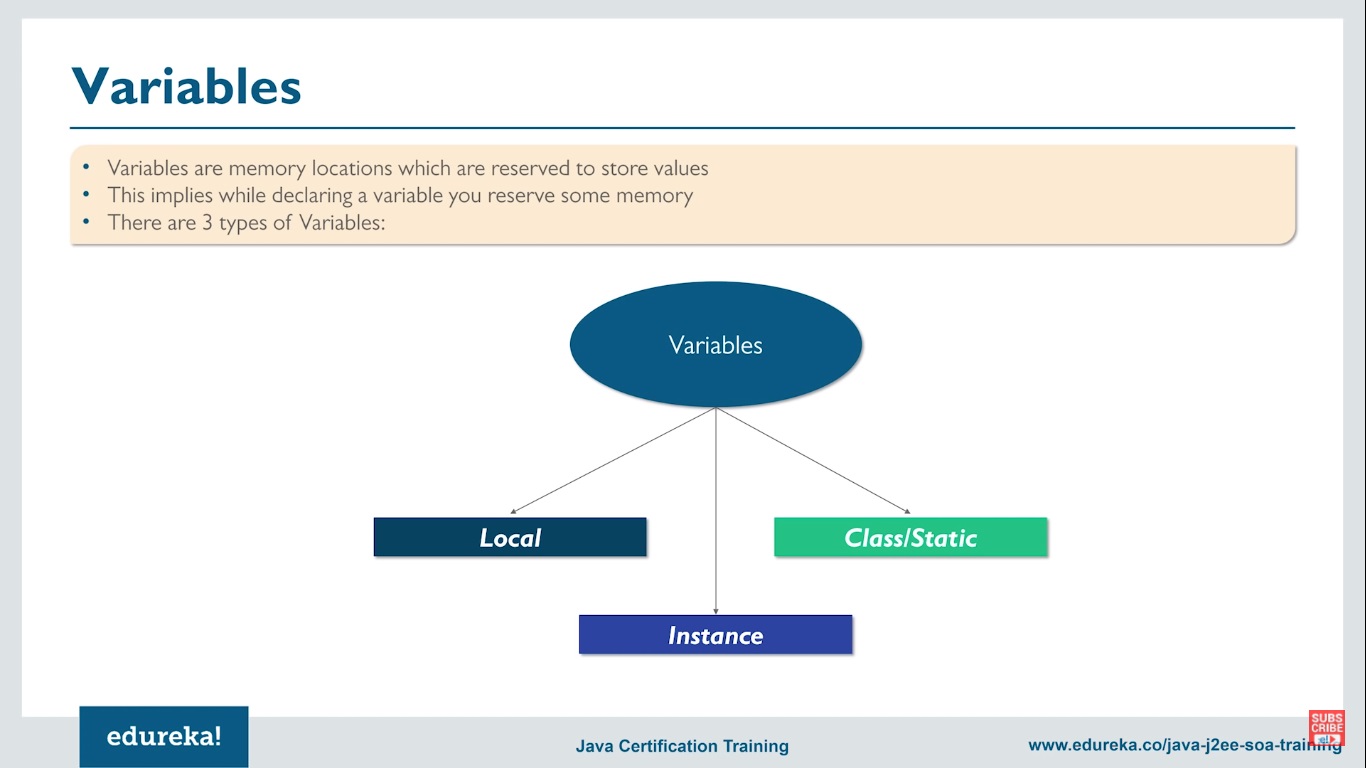 Variables
• Variables are memory locations which are reserved to store values
• This implies while declaring a variable you reserve some memory
• There are 3 types of Variables:
Variables
Local
Class/Static
Instance
edureka!
Java Certification Training
www.edureka.co/java-j2ee-soa-training
SUBS
CRIBE